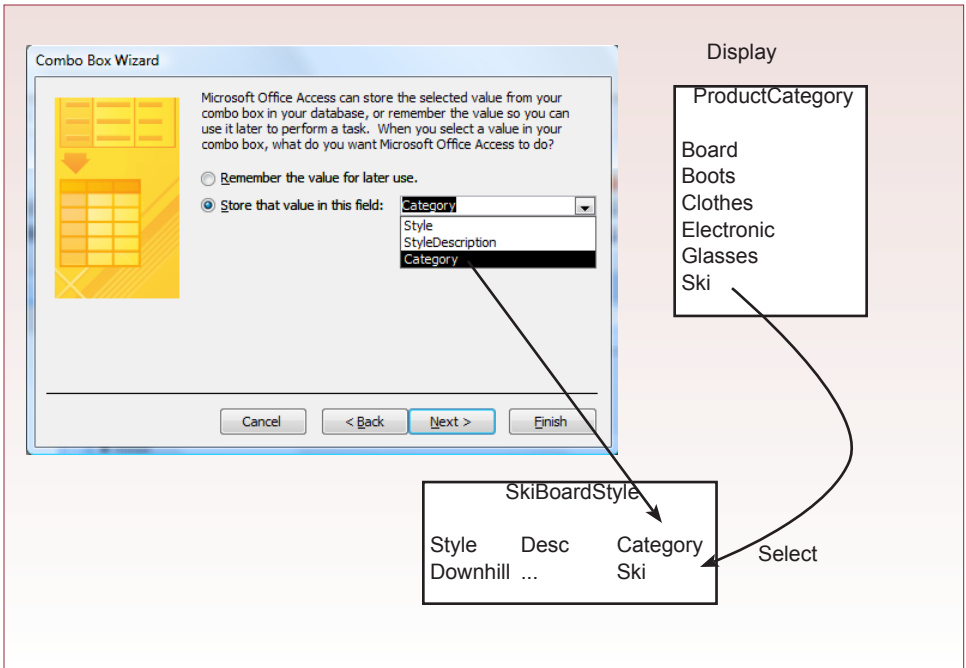 Combo Box Wizard
Microsoft Office Access can store the selected value from your
combo box in your database, or remember the value so you can
use it later to perform a task. When you select a value in your
combo box, what do you want Microsoft Office Access to do?
Remember the value for later use.
Store that value in this field: Category
Style
StyleDescription
Category
Cancel < Back Next > Finish
Display
ProductCategory
Board
Boots
Clothes
Electronic
Glasses
Ski
SkiBoardStyle
Style Desc Category
Downhill ... Ski
Select